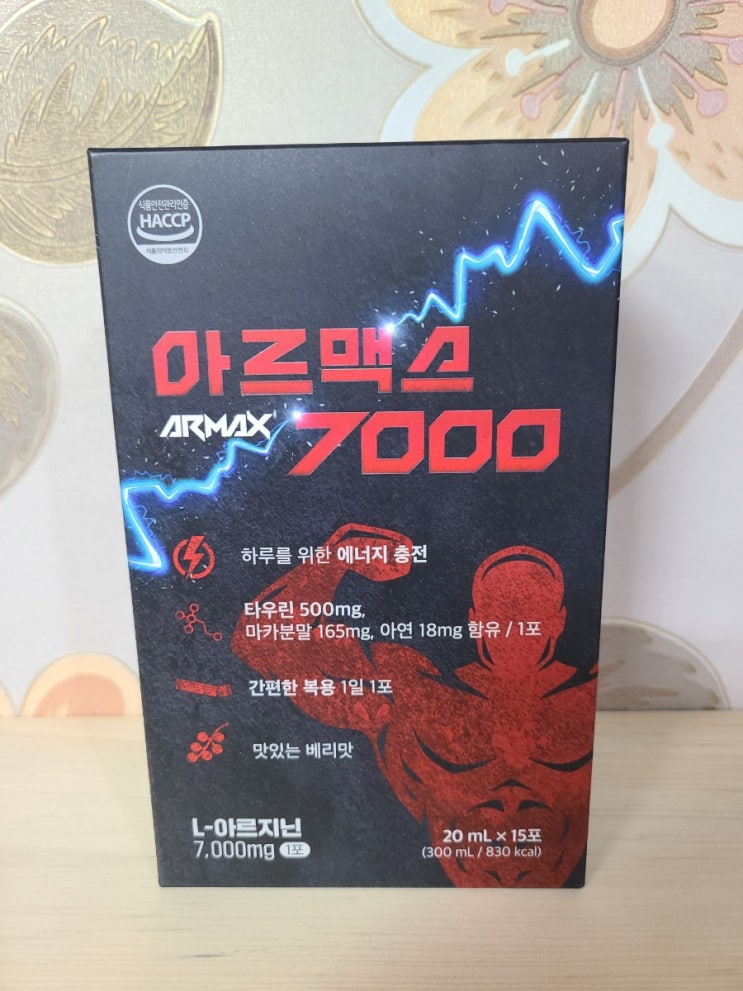 식품안전관리인증
HACCP
식품의약품안전처
아르맥스
ARMAX
7000
하루를 위한 에너지 충전
타우린 500mg,
마카분말 165mg, 아연 18mg 함유 / 1포
간편한 복용 1일 1포
맛있는 베리맛
L-아르지닌
7,000mg 1포
20 mL × 15포
(300 mL / 830 kcal)